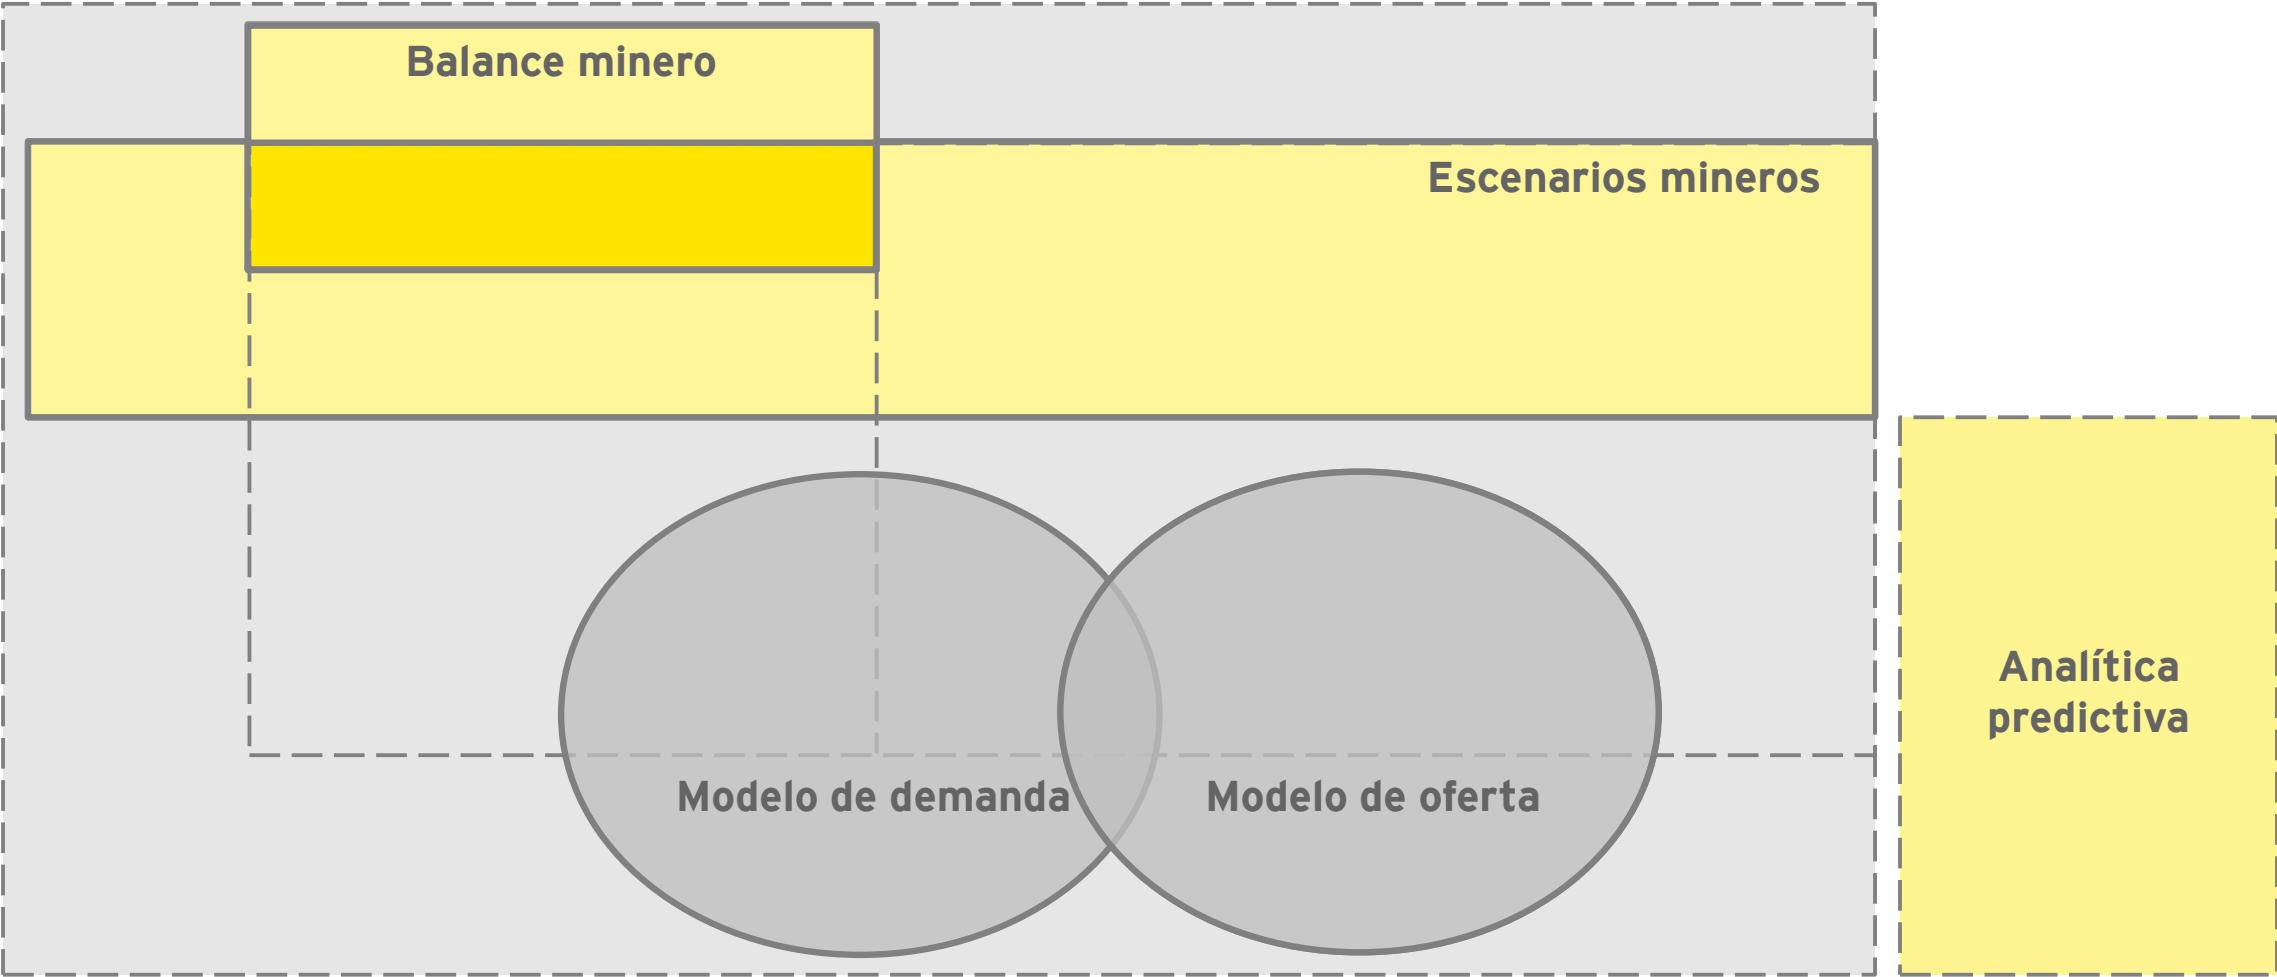 Balance minero
Escenarios mineros
Analítica
predictiva
Modelo de demanda
Modelo de oferta